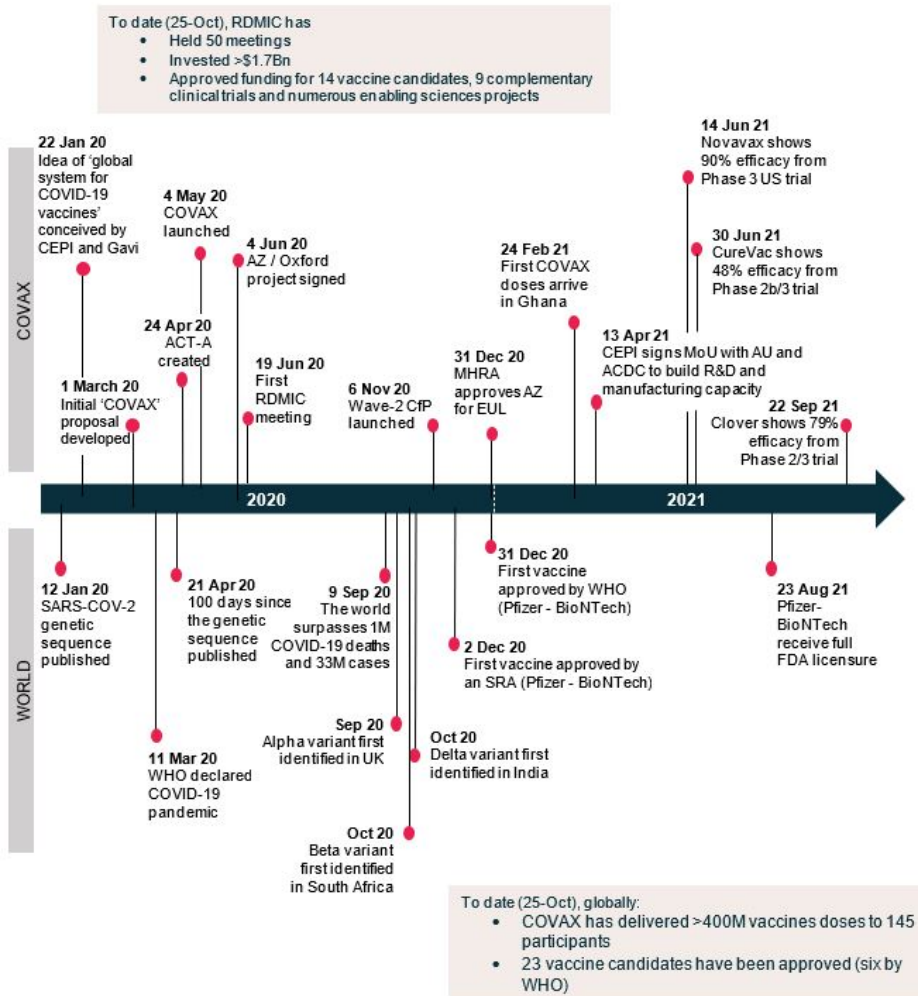 To date (25-Oct), RDMIC has
• Held 50 meetings
• Invested >$1.7Bn
• Approved funding for 14 vaccine candidates, 9 complementary
clinical trials and numerous enabling sciences projects
COVAX
22 Jan 20
Idea of ‘global
system for
COVID-19
vaccines’
conceived by
CEPI and Gavi
1 March 20
Initial ‘COVAX’
proposal
developed
24 Apr 20
ACT-A
created
4 May 20
COVAX
launched
4 Jun 20
AZ / Oxford
project signed
19 Jun 20
First
RDMIC
meeting
6 Nov 20
Wave-2 CfP
launched
31 Dec 20
MHRA
approves AZ
for EUL
24 Feb 21
First COVAX
doses arrive
in Ghana
13 Apr 21
CEPI signs MoU with AU and
ACDC to build R&D and
manufacturing capacity
14 Jun 21
Novavax shows
90% efficacy from
Phase 3 US trial
30 Jun 21
CureVac shows
48% efficacy from
Phase 2b/3 trial
22 Sep 21
Clover shows 79%
efficacy from
Phase 2/3 trial
2020
2021
WORLD
12 Jan 20
SARS-COV-2
genetic
sequence
published
11 Mar 20
WHO declared
COVID-19
pandemic
21 Apr 20
100 days since
the genetic
sequence
published
9 Sep 20
The world
surpasses 1M
COVID-19 deaths
and 33M cases
Sep 20
Alpha variant first
identified in UK
Oct 20
Beta variant
first identified
in South Africa
Oct 20
Delta variant first
identified in India
2 Dec 20
First vaccine approved by
an SRA (Pfizer - BioNTech)
31 Dec 20
First vaccine
approved by WHO
(Pfizer - BioNTech)
23 Aug 21
Pfizer-
BioNTech
receive full
FDA licensure
To date (25-Oct), globally:
• COVAX has delivered >400M vaccines doses to 145
participants
• 23 vaccine candidates have been approved (six by
WHO)